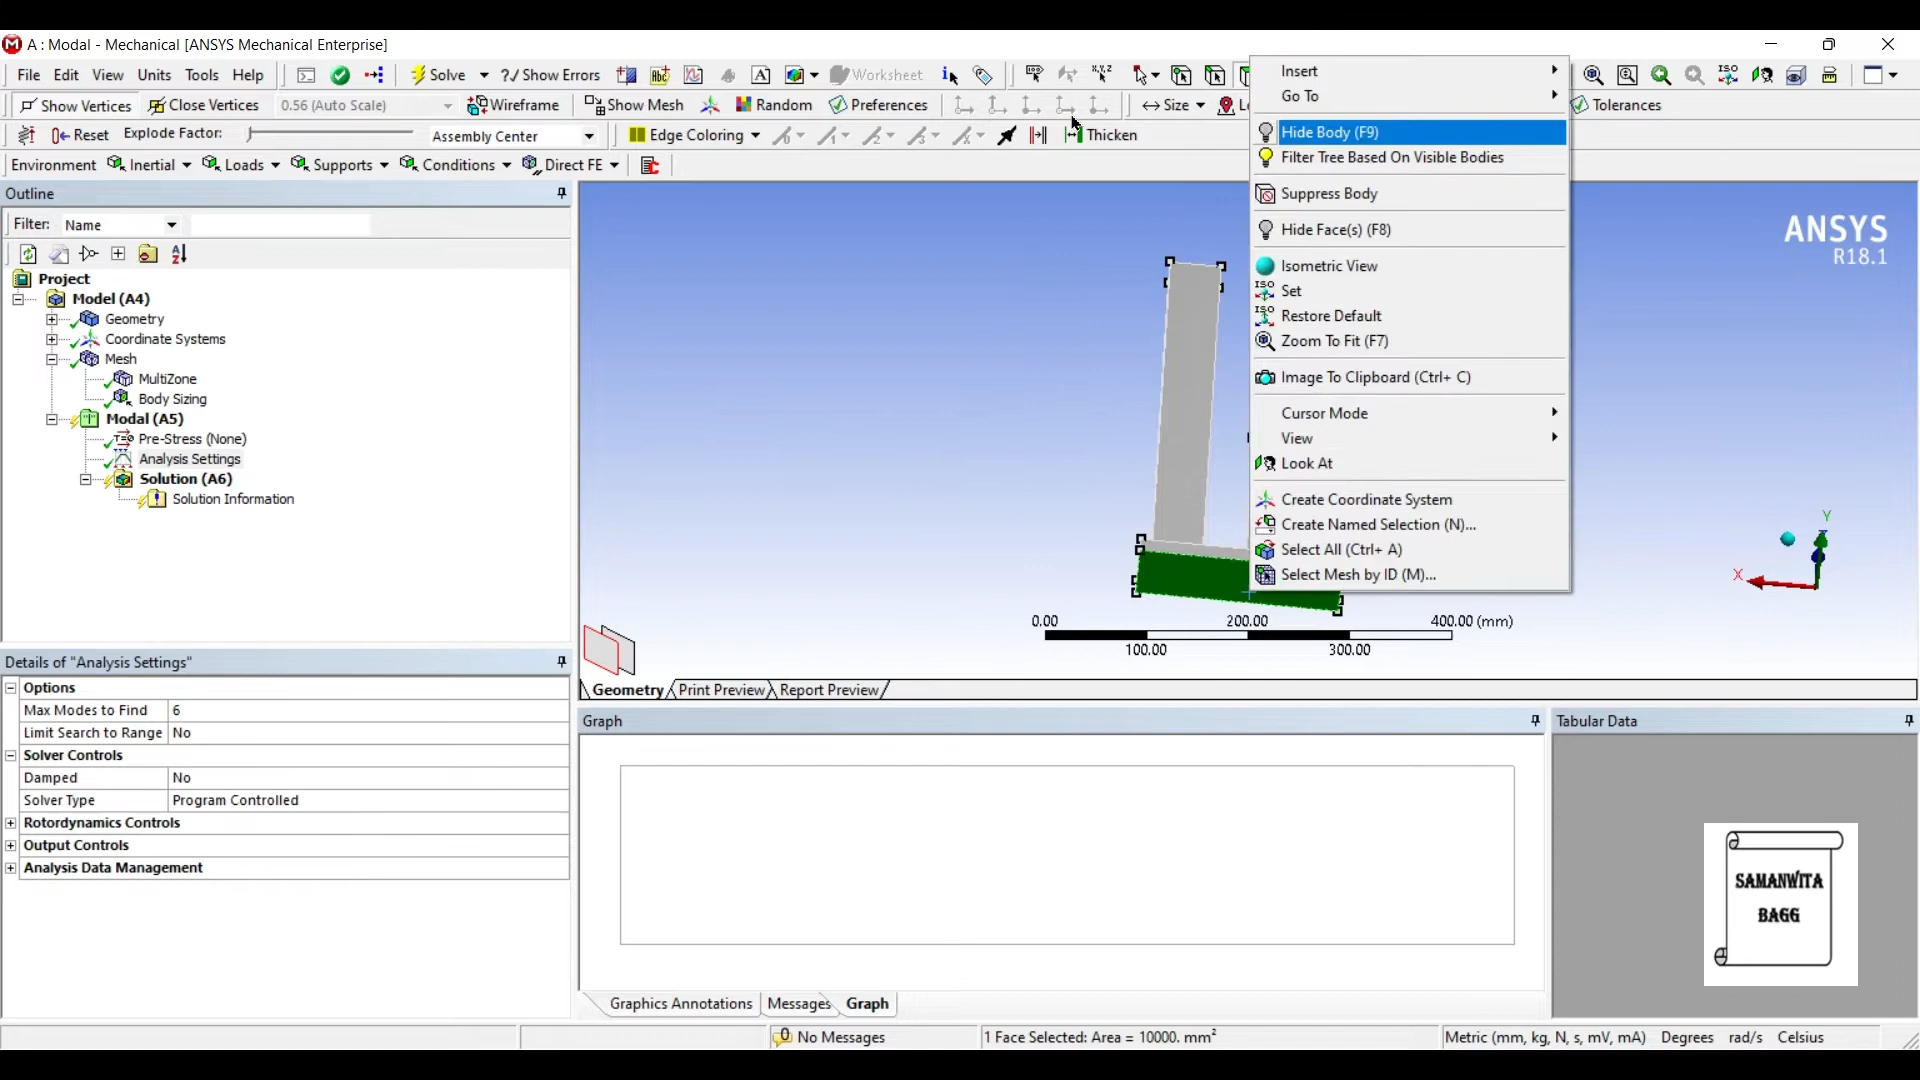 A : Modal - Mechanical [ANSYS Mechanical Enterprise]
File Edit View Units Tools Help Solve ?/ Show Errors Worksheet
Show Vertices Close Vertices 0.56 (Auto Scale) Wireframe Show Mesh Random Preferences Size Tolerances
Reset Explode Factor: Assembly Center Edge Coloring Thicken
Environment Inertial Loads Supports Conditions Direct FE
Outline
Filter: Name
Project
Model (A4)
Geometry
Coordinate Systems
Mesh
MultiZone
Body Sizing
Modal (A5)
Pre-Stress (None)
Analysis Settings
Solution (A6)
Solution Information
Details of "Analysis Settings"
Options
Max Modes to Find 6
Limit Search to Range No
Solver Controls
Damped No
Solver Type Program Controlled
Rotordynamics Controls
Output Controls
Analysis Data Management
Insert
Go To
Hide Body (F9)
Filter Tree Based On Visible Bodies
Suppress Body
Hide Face(s) (F8)
Isometric View
ISO Set
ISO Restore Default
Zoom To Fit (F7)
Image To Clipboard (Ctrl+ C)
Cursor Mode
View
Look At
Create Coordinate System
Create Named Selection (N)...
Select All (Ctrl+ A)
Select Mesh by ID (M)...
ANSYS
R18.1
Y
X
0.00 200.00 400.00 (mm)
100.00 300.00
Geometry Print Preview Report Preview
Graph
Tabular Data
SAMANWITA
BAGG
Graphics Annotations Messages Graph
No Messages 1 Face Selected: Area = 10000. mm² Metric (mm, kg, N, s, mV, mA) Degrees rad/s Celsius